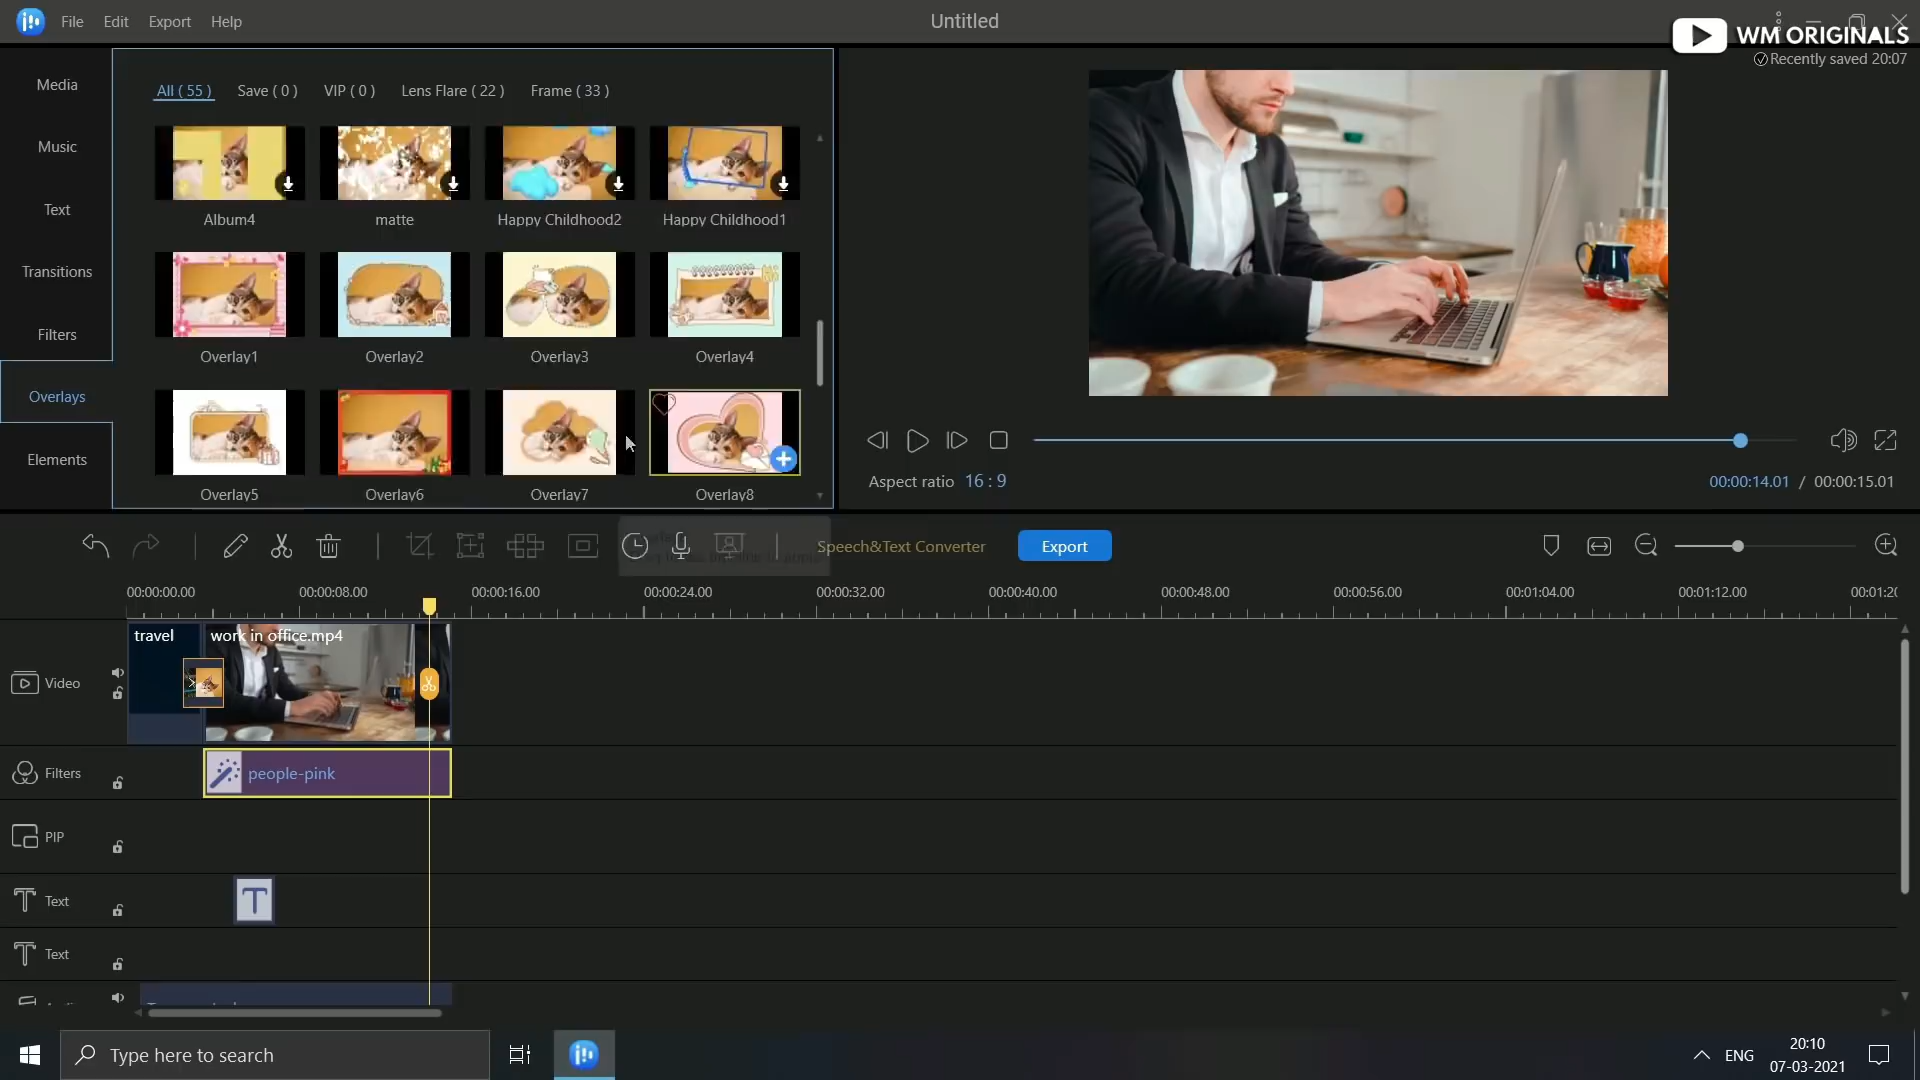 File Edit Export Help
Untitled
WM ORIGINALS
Recently saved 20:07
Media
Music
Text
Transitions
Filters
Overlays
Elements
All ( 55 ) Save ( 0 ) VIP ( 0 ) Lens Flare ( 22 ) Frame ( 33 )
Album4 matte Happy Childhood2 Happy Childhood1
Overlay1 Overlay2 Overlay3 Overlay4
Overlay5 Overlay6 Overlay7 Overlay8
Aspect ratio 16 : 9
00:00:14.01 / 00:00:15.01
Speech&Text Converter Export
00:00:00.00 00:00:08.00 00:00:16.00 00:00:24.00 00:00:32.00 00:00:40.00 00:00:48.00 00:00:56.00 00:01:04.00 00:01:12.00 00:01:20
Video travel work in office.mp4
Filters people-pink
PIP
Text T
Text
Type here to search
ENG
20:10
07-03-2021